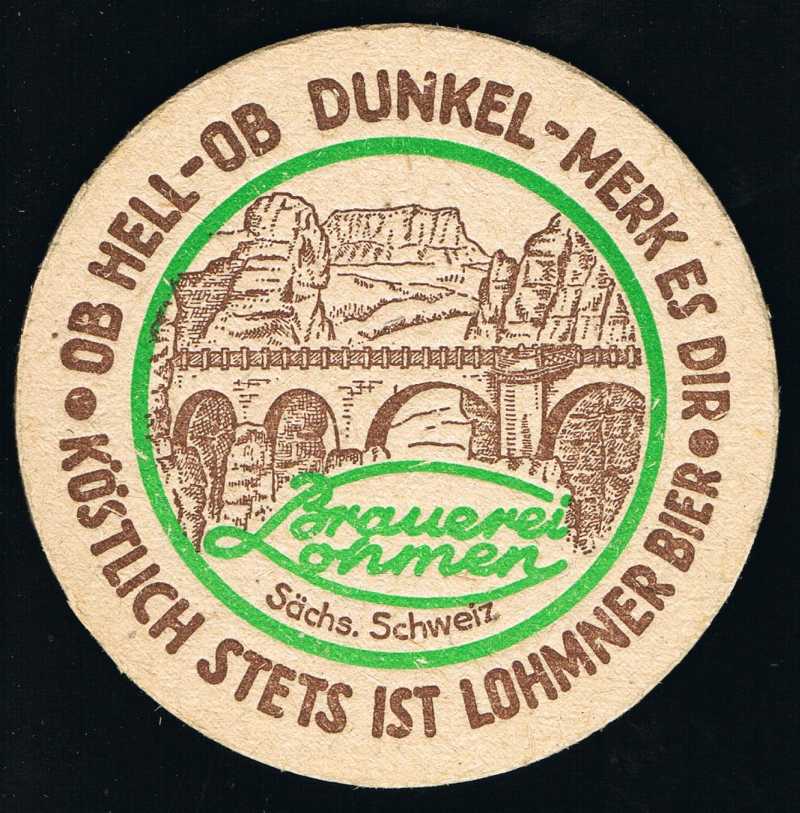 OB HELL-OB DUNKEL-MERK ES DIR
KÖSTLICH STETS IST LOHMNER BIER
Brauerei
Lohmen
Sächs. Schweiz